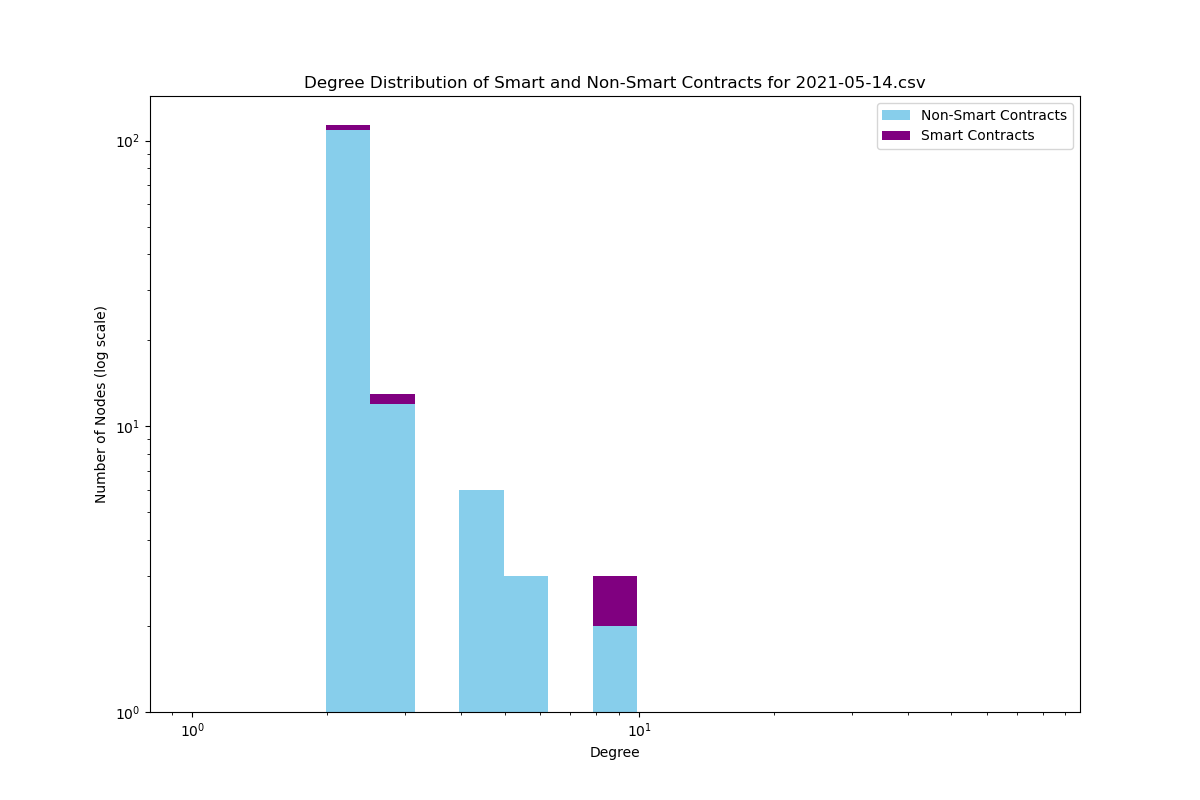 Degree Distribution of Smart and Non-Smart Contracts for 2021-05-14.csv
Non-Smart Contracts
Smart Contracts
Number of Nodes (log scale)
10²
10¹
10⁰
10⁰ 10¹
Degree